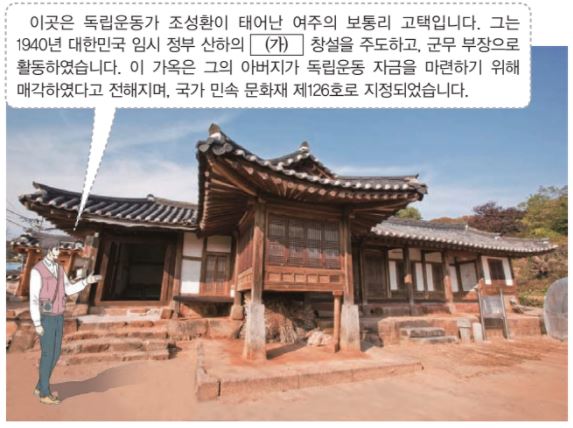 이곳은 독립운동가 조성환이 태어난 여주의 보통리 고택입니다. 그는
1940년 대한민국 임시 정부 산하의 (가) 창설을 주도하고, 군무 부장으로
활동하였습니다. 이 가옥은 그의 아버지가 독립운동 자금을 마련하기 위해
매각하였다고 전해지며, 국가 민속 문화재 제126호로 지정되었습니다.